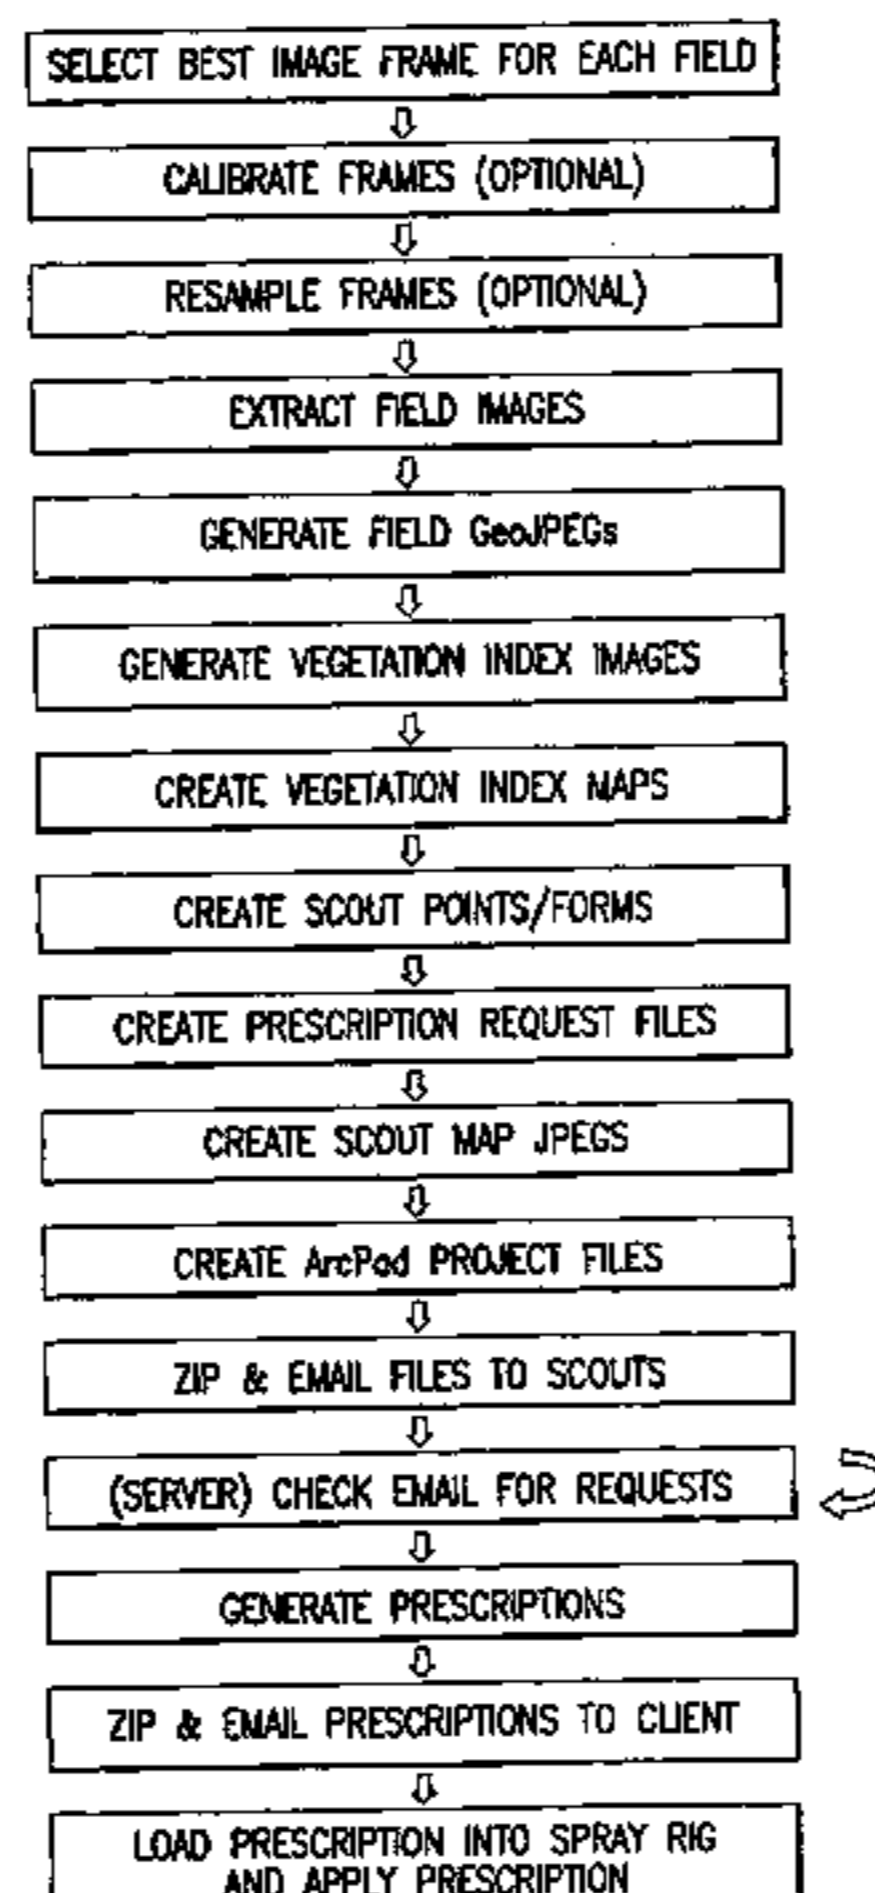 SELECT BEST IMAGE FRAME FOR EACH FIELD
CALIBRATE FRAMES (OPTIONAL)
RESAMPLE FRAMES (OPTIONAL)
EXTRACT FIELD IMAGES
GENERATE FIELD GeoJPEGs
GENERATE VEGETATION INDEX IMAGES
CREATE VEGETATION INDEX MAPS
CREATE SCOUT POINTS/FORMS
CREATE PRESCRIPTION REQUEST FILES
CREATE SCOUT MAP JPEGS
CREATE ArcPad PROJECT FILES
ZIP & EMAIL FILES TO SCOUTS
(SERVER) CHECK EMAIL FOR REQUESTS
GENERATE PRESCRIPTIONS
ZIP & EMAIL PRESCRIPTIONS TO CLIENT
LOAD PRESCRIPTION INTO SPRAY RIG
AND APPLY PRESCRIPTION